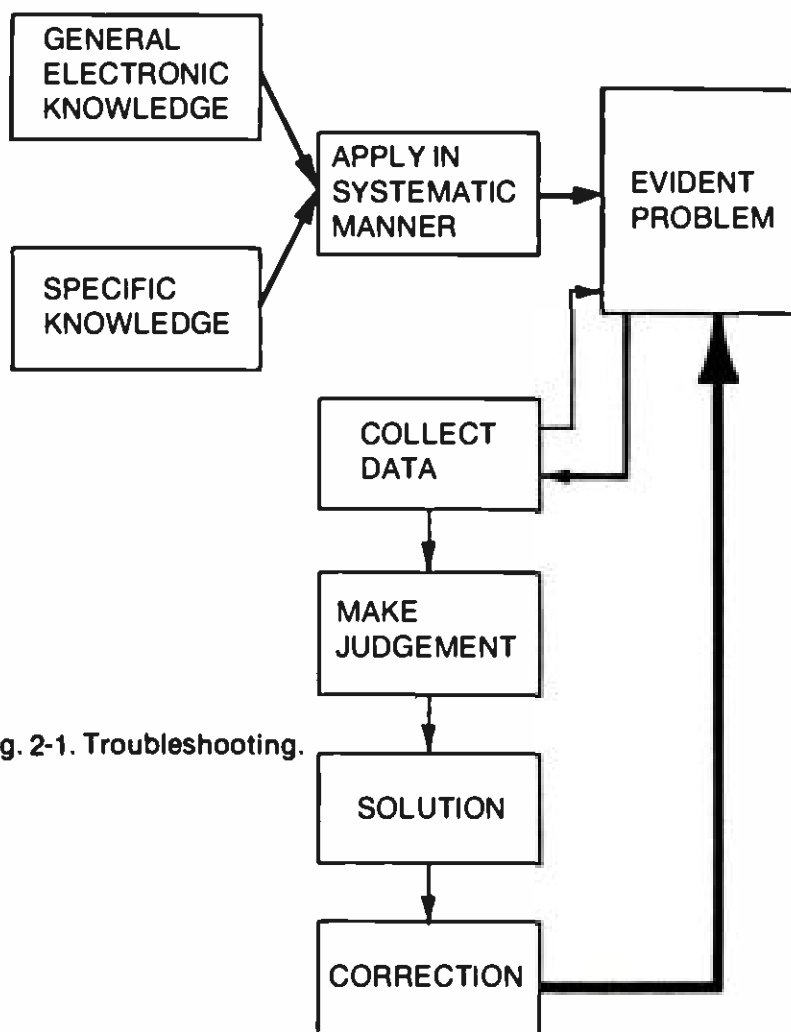 GENERAL
ELECTRONIC
KNOWLEDGE
APPLY IN
SYSTEMATIC
MANNER
EVIDENT
PROBLEM
SPECIFIC
KNOWLEDGE
COLLECT
DATA
MAKE
JUDGEMENT
g. 2-1. Troubleshooting.
SOLUTION
CORRECTION